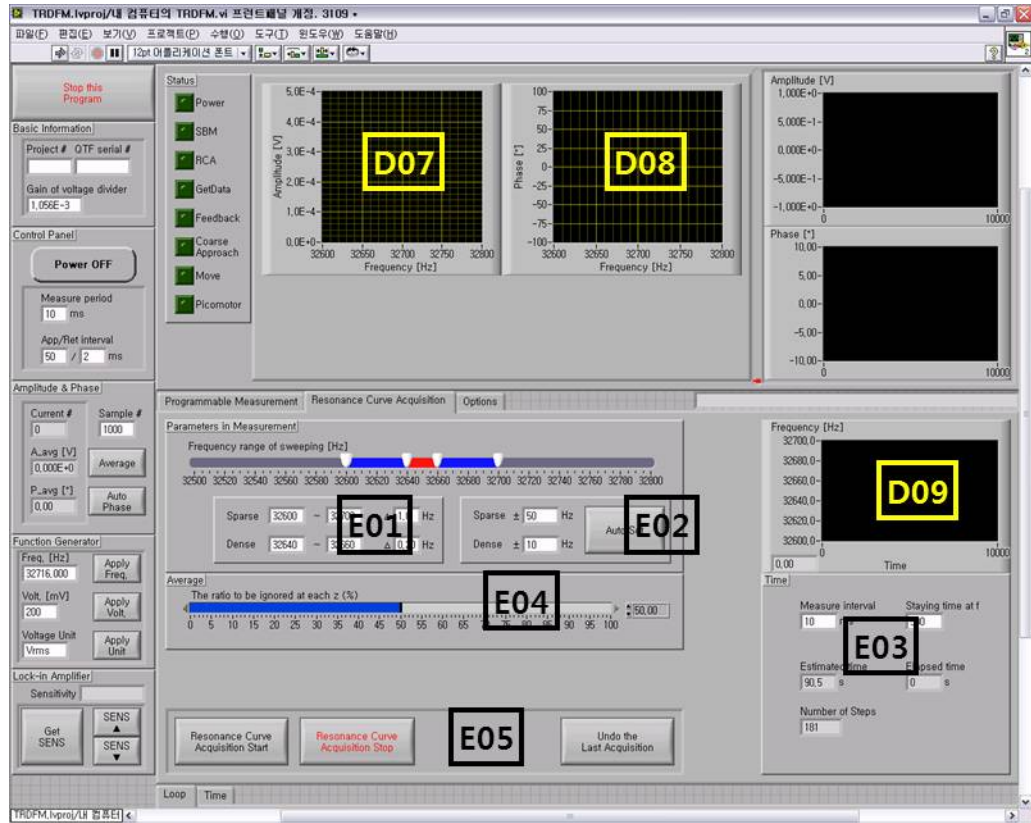 TRDFM.lvproj/내 컴퓨터의 TRDFM.vi 프런트패널 개정. 3109 *
파일(F) 편집(E) 보기(V) 프로젝트(P) 수행(O) 도구(T) 윈도우(W) 도움말(H)
12pt 어플리케이션 폰트
2
Stop this
Program
Basic Information
Project # QTF serial #
Gain of voltage divider
1,056E-3
Control Panel
Power OFF
Measure period
10 ms
App/Ret interval
50 / 2 ms
Amplitude & Phase
Current # Sample #
0 1000
A_avg [V]
0,000E+0 Average
P_avg [°]
0,00 Auto
Phase
Function Generator
Freq. [Hz]
32716,000 Apply
Freq.
Volt. [mV]
200 Apply
Volt.
Voltage Unit
Vrms Apply
Unit
Lock-in Amplifier
Sensitivity
Get
SENS
SENS
▲
SENS
▼
Status
Power
SBM
RCA
GetData
Feedback
Coarse
Approach
Move
Picomotor
Amplitude [V]
5,0E-4
4,0E-4
3,0E-4
2,0E-4
1,0E-4
0,0E+0
32600 32650 32700 32750 32800
Frequency [Hz]
D07
Phase [°]
100
75
50
25
0
-25
-50
-75
-100
32600 32650 32700 32750 32800
Frequency [Hz]
D08
Amplitude [V]
1,000E+0
5,000E-1
0,000E+0
-5,000E-1
-1,000E+0
0 10000
Phase [°]
10,00
5,00
0,00
-5,00
-10,00
0 10000
Programmable Measurement Resonance Curve Acquisition Options
Parameters in Measurement
Frequency range of sweeping [Hz]
32500 32520 32540 32560 32580 32600 32620 32640 32660 32680 32700 32720 32740 32760 32780 32800
Sparse 32600 - Hz
Dense 32640 - Δ Hz
E01
Sparse ± 50 Hz
Dense ± 10 Hz
E02
Average
The ratio to be ignored at each z (%)
0 5 10 15 20 25 30 35 40 45 50 55 60 65 70 75 80 85 90 95 100
50,00
E04
Resonance Curve
Acquisition Start
Resonance Curve
Acquisition Stop
E05
Undo the
Last Acquisition
Frequency [Hz]
32700,0
32680,0
32660,0
32640,0
32620,0
32600,0
0 10000
0,00 Time
D09
Time
Measure interval Staying time at f
10
E03
Estimated time Elapsed time
90,5 s 0 s
Number of Steps
181
Loop Time
TRDFM.lvproj/내 컴퓨터